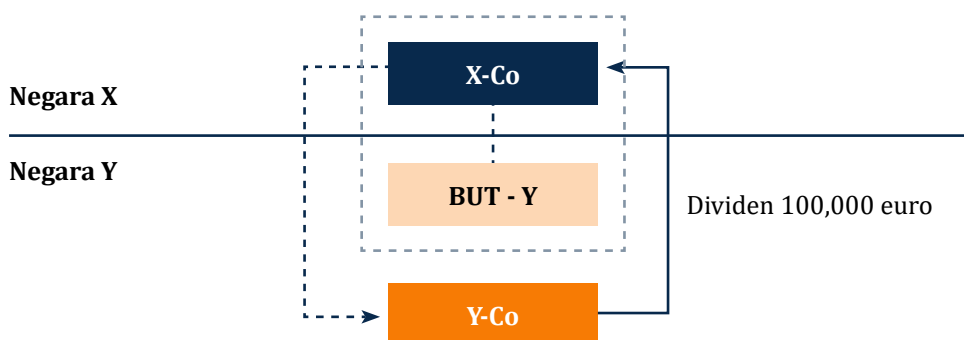 X-Co
Negara X
Negara Y
BUT - Y
Dividen 100,000 euro
Y-Co